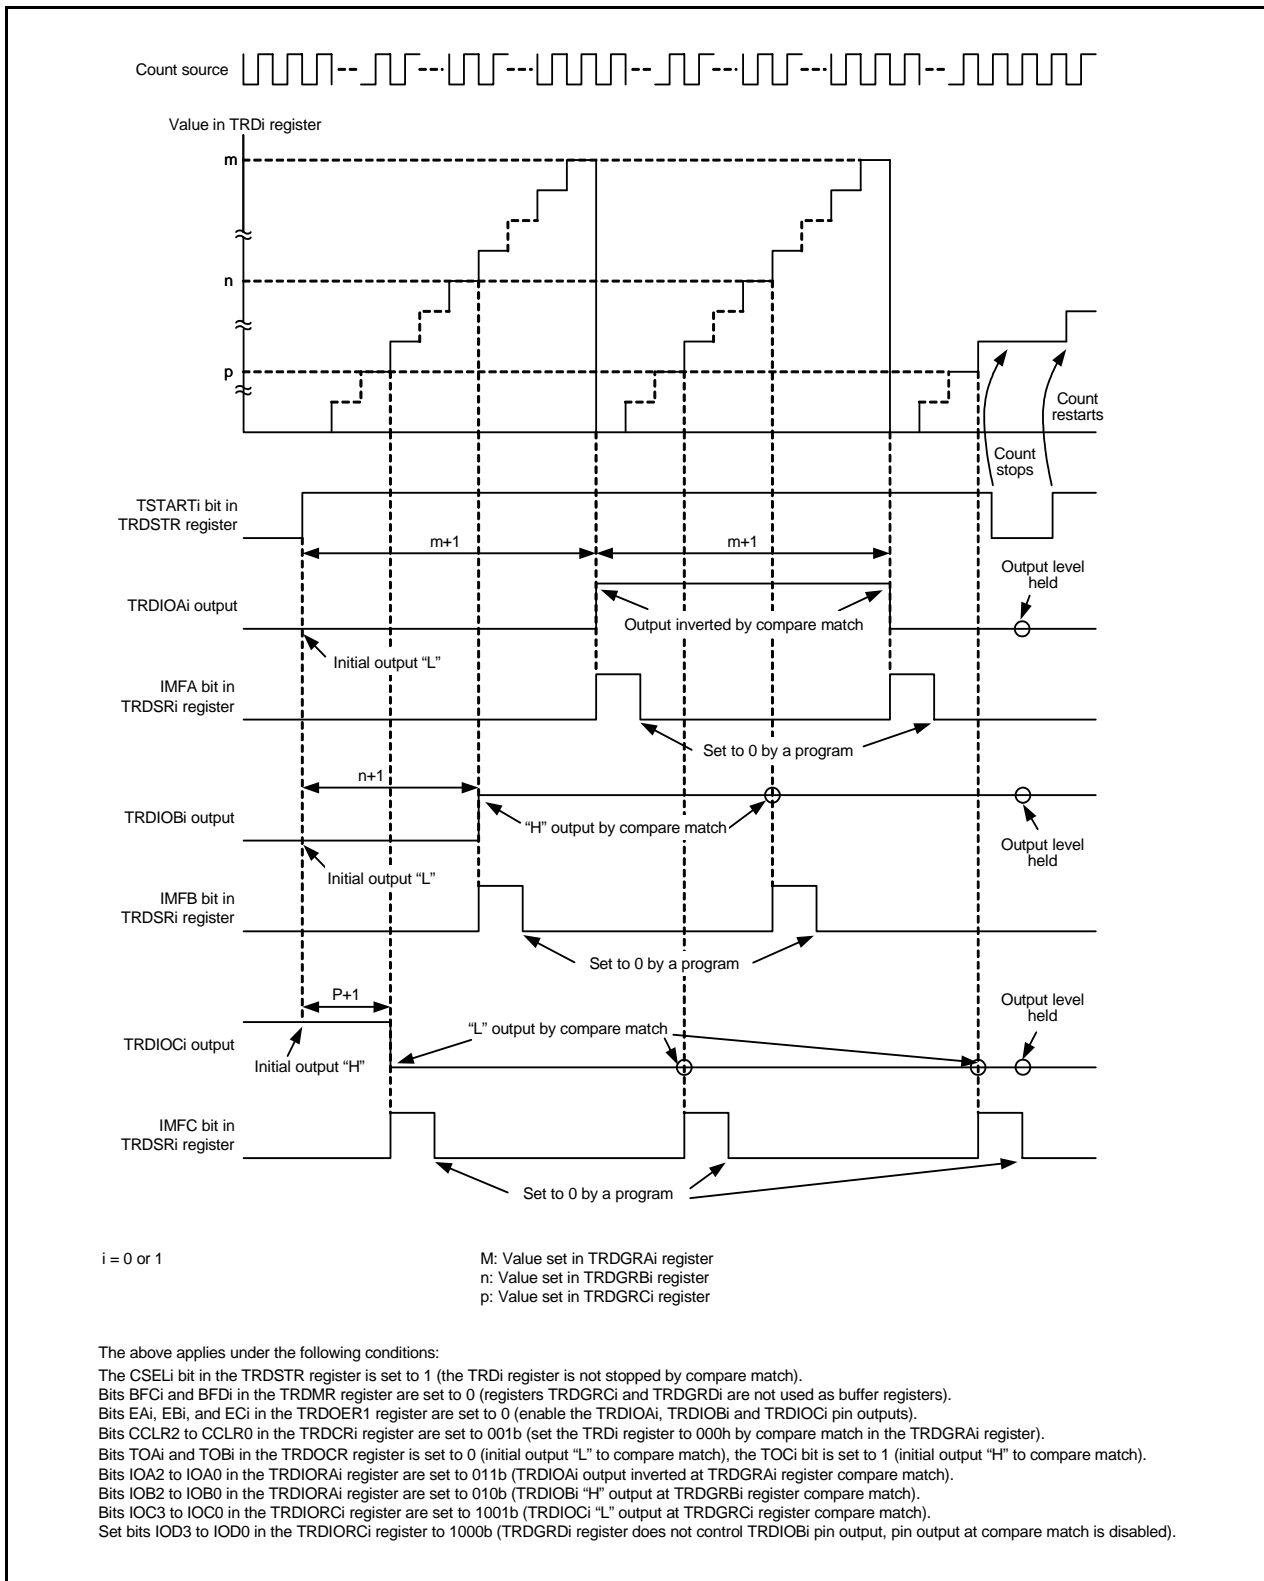 Count source
Value in TRDi register
m
n
p
Count
restarts
Count
stops
TSTARTi bit in
TRDSTR register
m+1
m+1
Output level
held
TRDIOAi output
Output inverted by compare match
Initial output “L”
IMFA bit in
TRDSRi register
Set to 0 by a program
n+1
TRDIOBi output
“H” output by compare match
Output level
held
Initial output “L”
IMFB bit in
TRDSRi register
Set to 0 by a program
P+1
Output level
held
“L” output by compare match
TRDIOCi output
Initial output “H”
IMFC bit in
TRDSRi register
Set to 0 by a program
i = 0 or 1
M: Value set in TRDGRAi register
n: Value set in TRDGRBi register
p: Value set in TRDGRCi register
The above applies under the following conditions:
The CSELi bit in the TRDSTR register is set to 1 (the TRDi register is not stopped by compare match).
Bits BFCi and BFDi in the TRDMR register are set to 0 (registers TRDGRCi and TRDGRDi are not used as buffer registers).
Bits EAi, EBi, and ECi in the TRDOER1 register are set to 0 (enable the TRDIOAi, TRDIOBi and TRDIOCi pin outputs).
Bits CCLR2 to CCLR0 in the TRDCRi register are set to 001b (set the TRDi register to 000h by compare match in the TRDGRAi register).
Bits TOAi and TOBi in the TRDOCR register is set to 0 (initial output “L” to compare match), the TOCi bit is set to 1 (initial output “H” to compare match).
Bits IOA2 to IOA0 in the TRDIORAi register are set to 011b (TRDIOAi output inverted at TRDGRAi register compare match).
Bits IOB2 to IOB0 in the TRDIORAi register are set to 010b (TRDIOBi “H” output at TRDGRBi register compare match).
Bits IOC3 to IOC0 in the TRDIORCi register are set to 1001b (TRDIOCi “L” output at TRDGRCi register compare match).
Set bits IOD3 to IOD0 in the TRDIORCi register to 1000b (TRDGRDi register does not control TRDIOBi pin output, pin output at compare match is disabled).